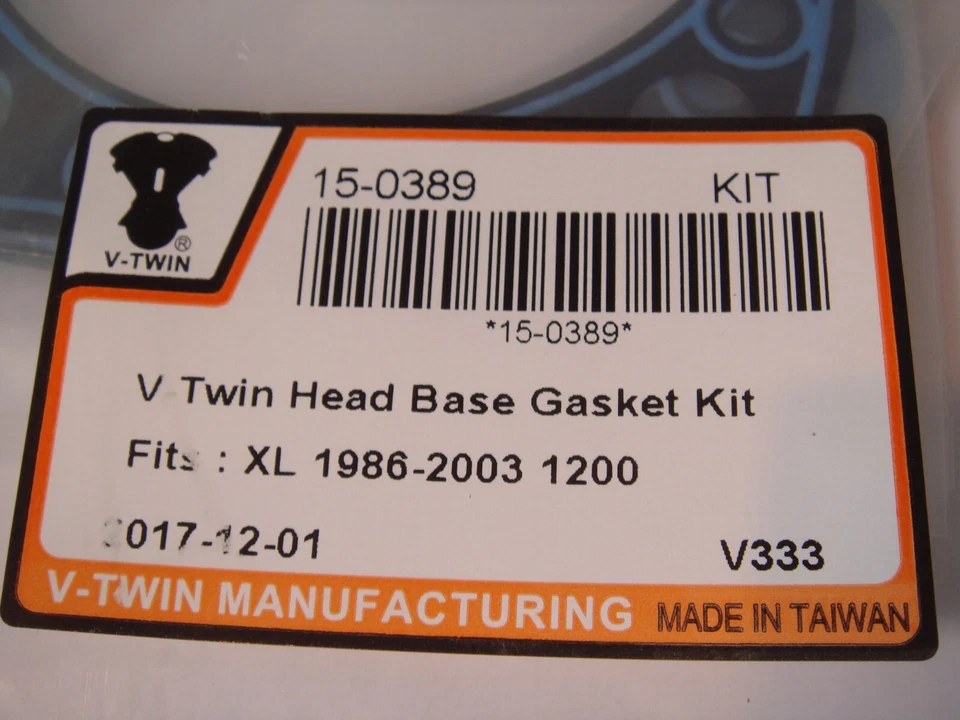 15-0389 KIT
®
V-TWIN
*15-0389*
V Twin Head Base Gasket Kit
Fits : XL 1986-2003 1200
2017-12-01 V333
V-TWIN MANUFACTURING MADE IN TAIWAN